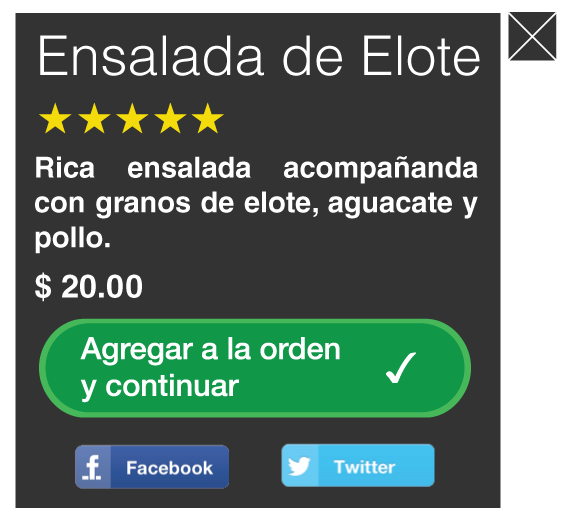 Ensalada de Elote
Rica ensalada acompañanda
con granos de elote, aguacate y
pollo.
$ 20.00
Agregar a la orden
y continuar
Facebook
Twitter